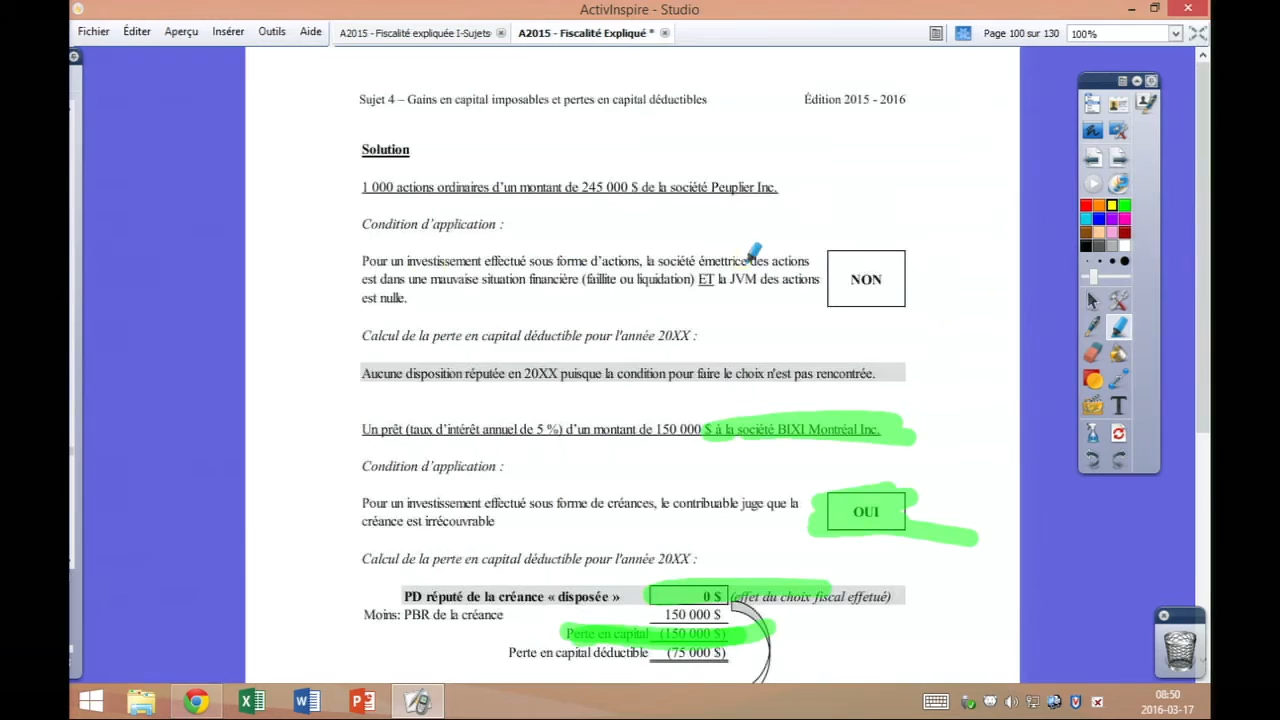 ActivInspire - Studio
Fichier Éditer Aperçu Insérer Outils Aide
A2015 - Fiscalité expliquée I-Sujets
A2015 - Fiscalité Expliqué *
Page 100 sur 130
100%
Sujet 4 – Gains en capital imposables et pertes en capital déductibles Édition 2015 - 2016
Solution
1 000 actions ordinaires d'un montant de 245 000 $ de la société Peuplier Inc.
Condition d'application :
Pour un investissement effectué sous forme d'actions, la société émettrice des actions
est dans une mauvaise situation financière (faillite ou liquidation) ET la JVM des actions
est nulle.
NON
Calcul de la perte en capital déductible pour l'année 20XX :
Aucune disposition réputée en 20XX puisque la condition pour faire le choix n'est pas rencontrée.
Un prêt (taux d'intérêt annuel de 5 %) d'un montant de 150 000 $ à la société BIXI Montréal Inc.
Condition d'application :
Pour un investissement effectué sous forme de créances, le contribuable juge que la
créance est irrécouvrable
OUI
Calcul de la perte en capital déductible pour l'année 20XX :
PD réputé de la créance « disposée » 0 $ (effet du choix fiscal effetué)
Moins: PBR de la créance 150 000 $
Perte en capital (150 000 $)
Perte en capital déductible (75 000 $)
08:50
2016-03-17